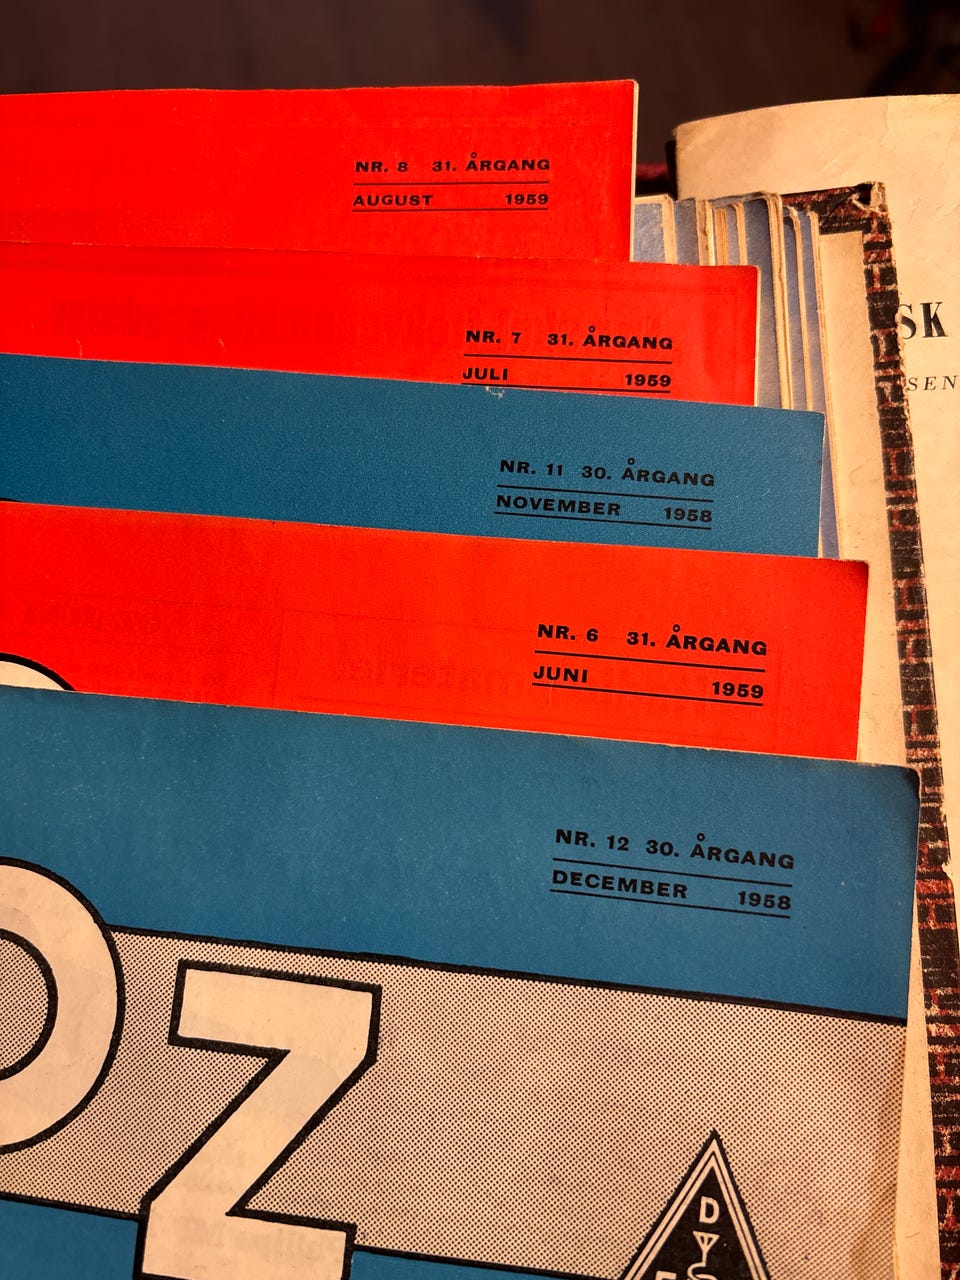 NR. 8 31. ÅRGANG
AUGUST 1959
NR. 7 31. ÅRGANG
JULI 1959
NR. 11 30. ÅRGANG
NOVEMBER 1958
NR. 6 31. ÅRGANG
JUNI 1959
NR. 12 30. ÅRGANG
DECEMBER 1958
OZ
D
SK
SEN